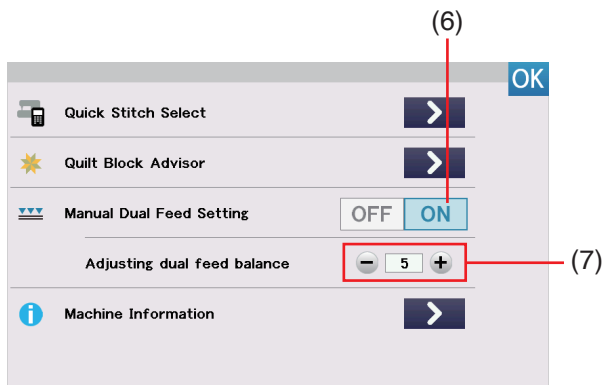 (6)
OK
Quick Stitch Select
Quilt Block Advisor
Manual Dual Feed Setting OFF ON
Adjusting dual feed balance − 5 + (7)
Machine Information